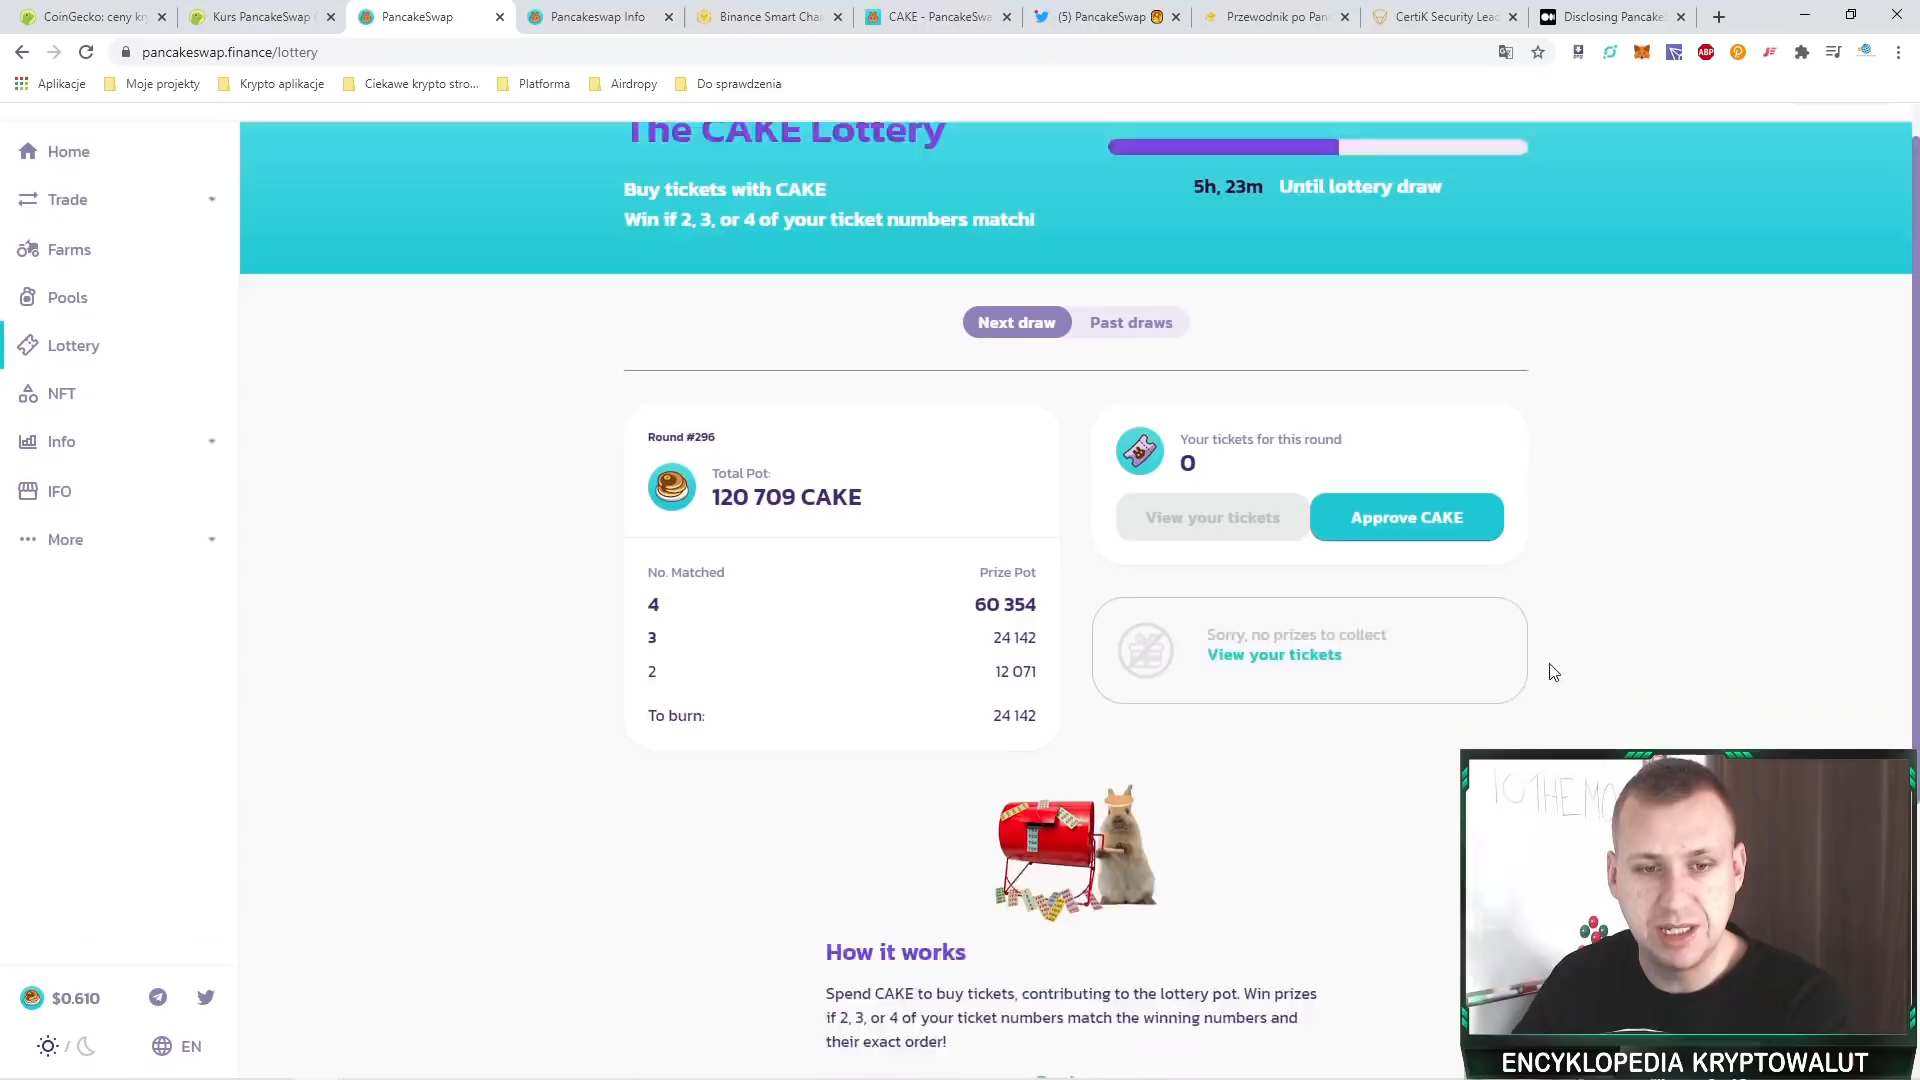 CoinGecko: ceny kr
Kurs PancakeSwap (
PancakeSwap
Pancakeswap Info
Binance Smart Chai
CAKE - PancakeSwa
(5) PancakeSwap
Przewodnik po Pan
CertiK Security Lead
Disclosing Pancake
pancakeswap.finance/lottery
Aplikacje
Moje projekty
Krypto aplikacje
Ciekawe krypto stro...
Platforma
Airdropy
Do sprawdzenia
Home
Trade
Farms
Pools
Lottery
NFT
Info
IFO
More
$0.610
/
EN
The CAKE Lottery
Buy tickets with CAKE
Win if 2, 3, or 4 of your ticket numbers match!
5h, 23m Until lottery draw
Next draw
Past draws
Round #296
Total Pot:
120 709 CAKE
No. Matched Prize Pot
4 60 354
3 24 142
2 12 071
To burn: 24 142
Your tickets for this round
0
View your tickets
Approve CAKE
Sorry, no prizes to collect
View your tickets
How it works
Spend CAKE to buy tickets, contributing to the lottery pot. Win prizes
if 2, 3, or 4 of your ticket numbers match the winning numbers and
their exact order!
ENCYKLOPEDIA KRYPTOWALUT